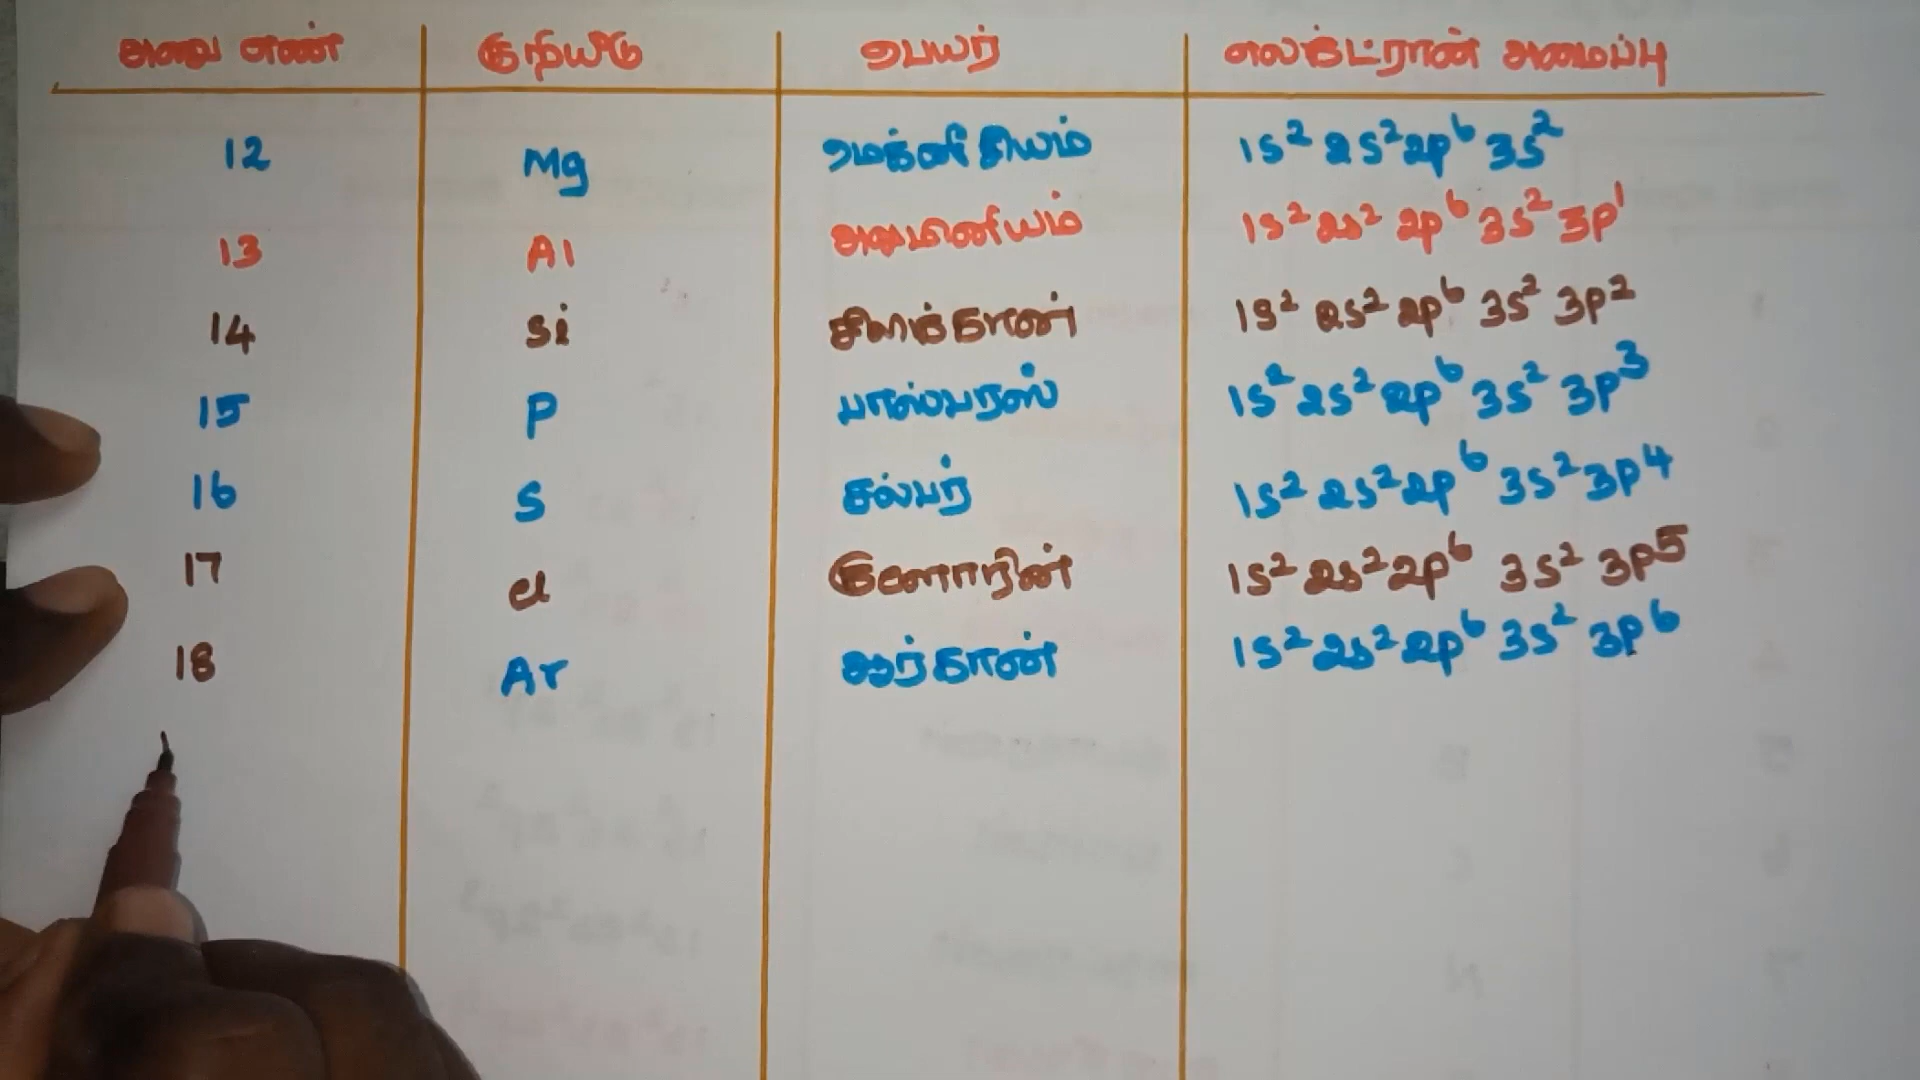 அணு எண் குறியீடு பெயர் எலக்ட்ரான் அமைப்பு
12 Mg மெக்னீசியம் 1s² 2s² 2p⁶ 3s²
13 Al அலுமினியம் 1s² 2s² 2p⁶ 3s² 3p¹
14 Si சிலிக்கான் 1s² 2s² 2p⁶ 3s² 3p²
15 P பாஸ்பரஸ் 1s² 2s² 2p⁶ 3s² 3p³
16 S சல்பர் 1s² 2s² 2p⁶ 3s² 3p⁴
17 Cl குளோரின் 1s² 2s² 2p⁶ 3s² 3p⁵
18 Ar ஆர்கான் 1s² 2s² 2p⁶ 3s² 3p⁶